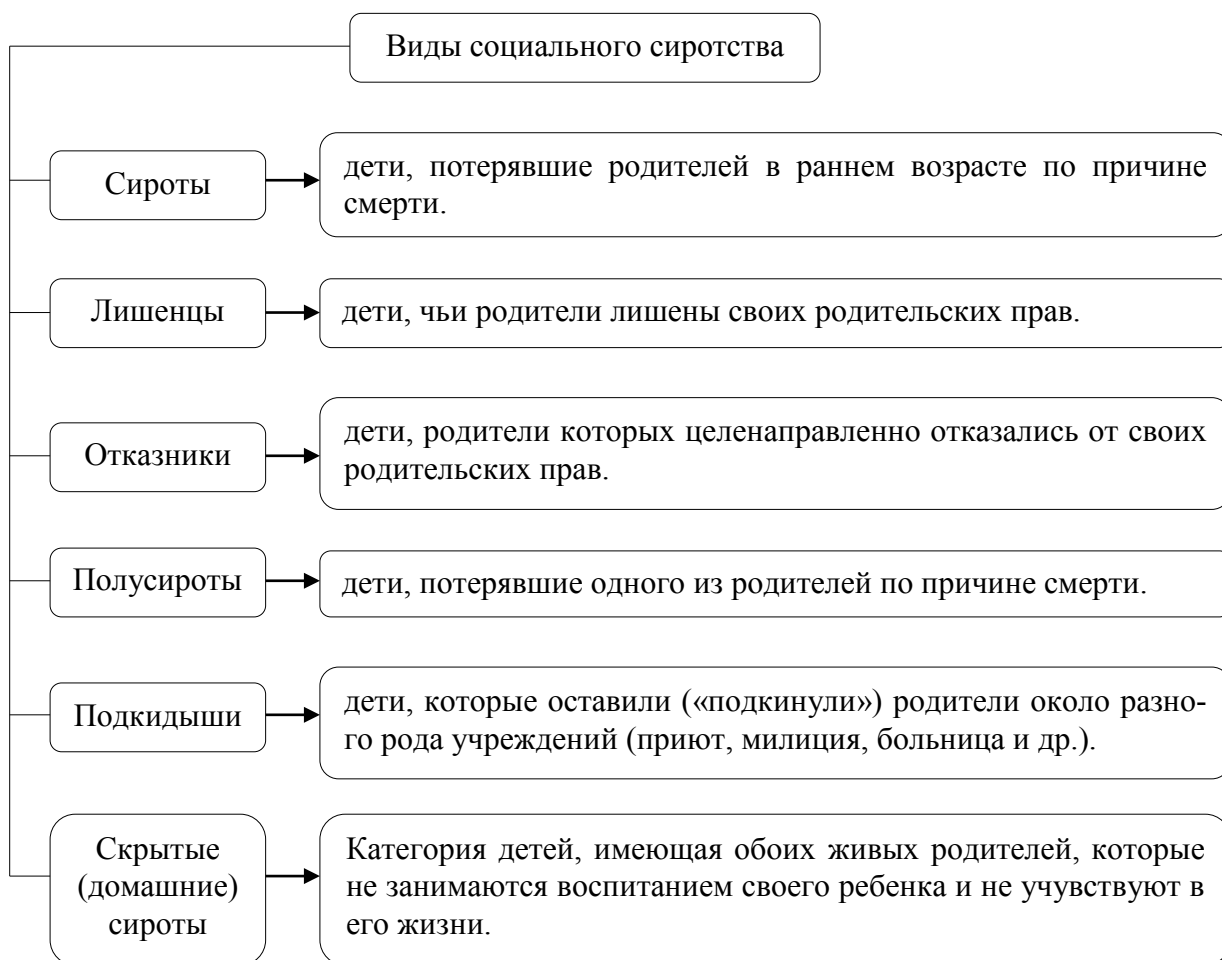 Виды социального сиротства
Сироты
дети, потерявшие родителей в раннем возрасте по причине
смерти.
Лишенцы
дети, чьи родители лишены своих родительских прав.
Отказники
дети, родители которых целенаправленно отказались от своих
родительских прав.
Полусироты
дети, потерявшие одного из родителей по причине смерти.
Подкидыши
дети, которые оставили («подкинули») родители около разно-
го рода учреждений (приют, милиция, больница и др.).
Скрытые
(домашние)
сироты
Категория детей, имеющая обоих живых родителей, которые
не занимаются воспитанием своего ребенка и не учувствуют в
его жизни.